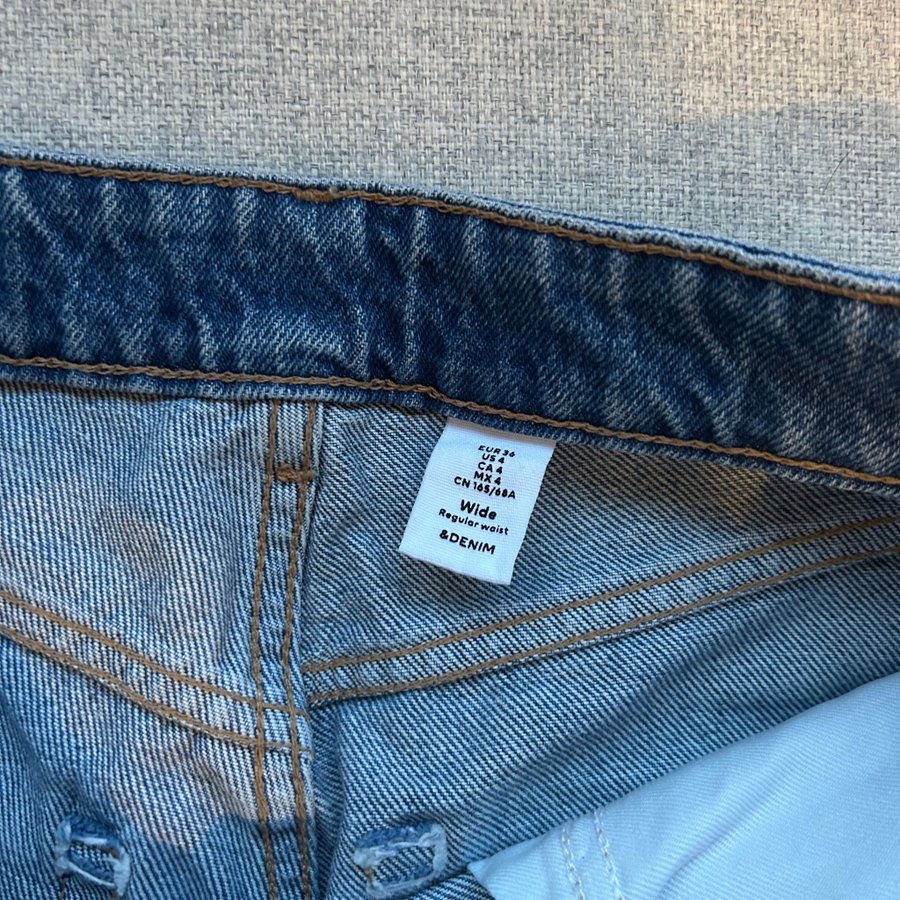 EUR 36
US 4
CA 4
MX 4
CN 165/68A
Wide
Regular waist
&DENIM